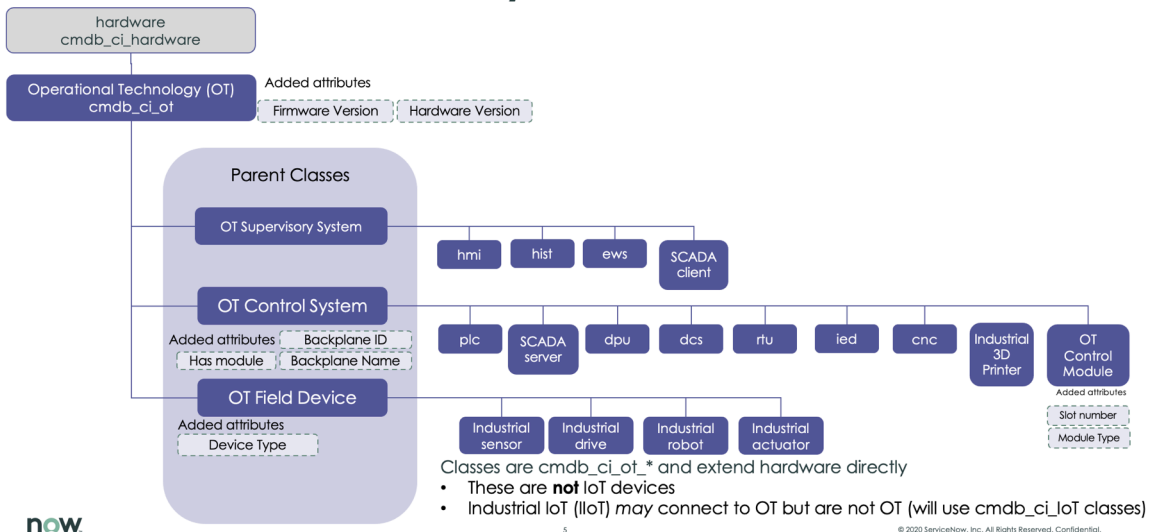 hardware
cmdb_ci_hardware
Operational Technology (OT)
cmdb_ci_ot
Added attributes
Firmware Version
Hardware Version
Parent Classes
OT Supervisory System
hmi
hist
ews
SCADA
client
OT Control System
Added attributes
Backplane ID
Has module
Backplane Name
plc
SCADA
server
dpu
dcs
rtu
ied
cnc
Industrial
3D
Printer
OT
Control
Module
Added attributes
Slot number
Module Type
OT Field Device
Added attributes
Device Type
Industrial
sensor
Industrial
drive
Industrial
robot
Industrial
actuator
Classes are cmdb_ci_ot_* and extend hardware directly
• These are not IoT devices
• Industrial IoT (IIoT) may connect to OT but are not OT (will use cmdb_ci_IoT classes)
now.
5
© 2020 ServiceNow, Inc. All Rights Reserved. Confidential.